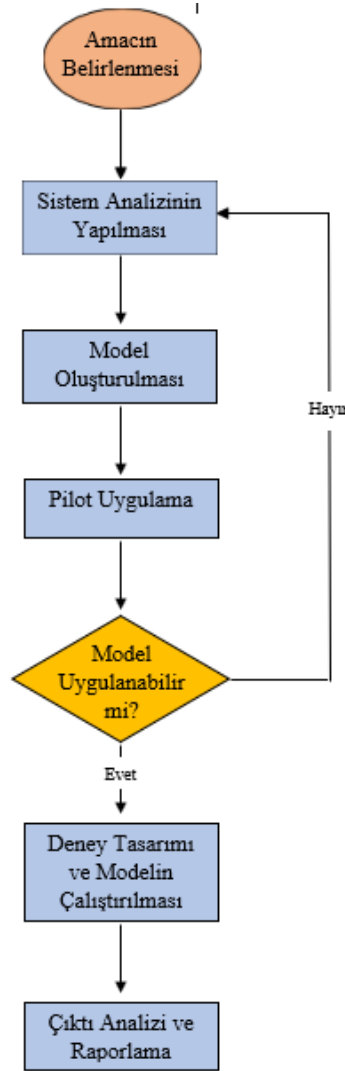 Amacın
Belirlenmesi
Sistem Analizinin
Yapılması
Model
Oluşturulması
Hayır
Pilot Uygulama
Model
Uygulanabilir
mi?
Evet
Deney Tasarımı
ve Modelin
Çalıştırılması
Çıktı Analizi ve
Raporlama